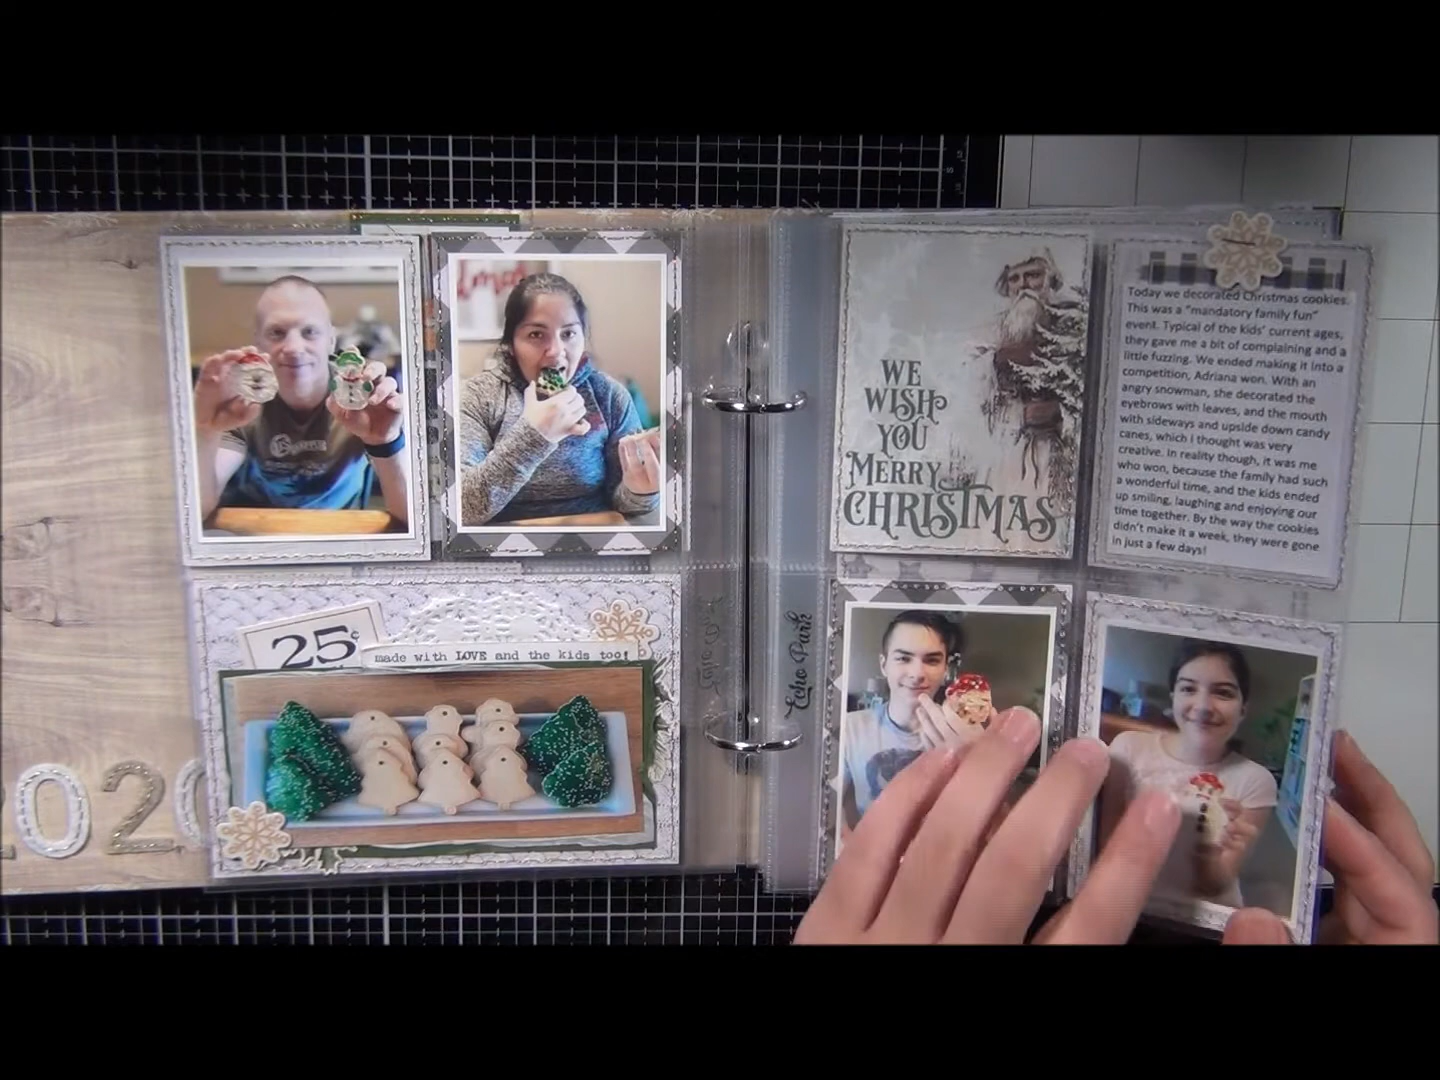 25¢
made with LOVE and the kids too!
2020
WE
WISH
YOU
MERRY
CHRISTMAS
Echo Park
Today we decorated Christmas cookies.
This was a "mandatory family fun"
event. Typical of the kids' current ages,
they gave me a bit of complaining and a
little fuzzing. We ended making it into a
competition, Adriana won. With an
angry snowman, she decorated the
eyebrows with leaves, and the mouth
with sideways and upside down candy
canes, which I thought was very
creative. In reality though, it was me
who won, because the family had such
a wonderful time, and the kids ended
up smiling, laughing and enjoying our
time together. By the way the cookies
didn't make it a week, they were gone
in just a few days!